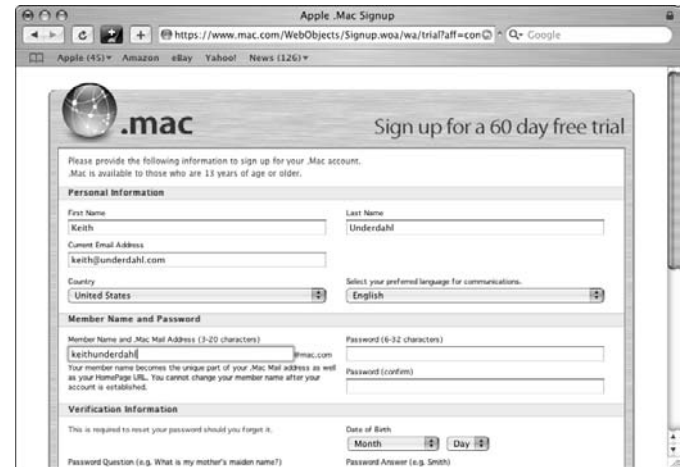 Apple .Mac Signup
https://www.mac.com/WebObjects/Signup.woa/wa/trial?aff=con
Google
Apple (45) Amazon eBay Yahoo! News (126)
.mac
Sign up for a 60 day free trial
Please provide the following information to sign up for your .Mac account.
.Mac is available to those who are 13 years of age or older.
Personal Information
First Name
Last Name
Keith
Underdahl
Current Email Address
keith@underdahl.com
Country
Select your preferred language for communications.
United States
English
Member Name and Password
Member Name and .Mac Mail Address (3-20 characters)
Password (6-32 characters)
keithunderdahl
@mac.com
Your member name becomes the unique part of your .Mac Mail address as well
as your HomePage URL. You cannot change your member name after your
account is established.
Password (confirm)
Verification Information
This is required to reset your password should you forget it.
Date of Birth
Month
Day
Password Question (e.g. What is my mother's maiden name?)
Password Answer (e.g. Smith)